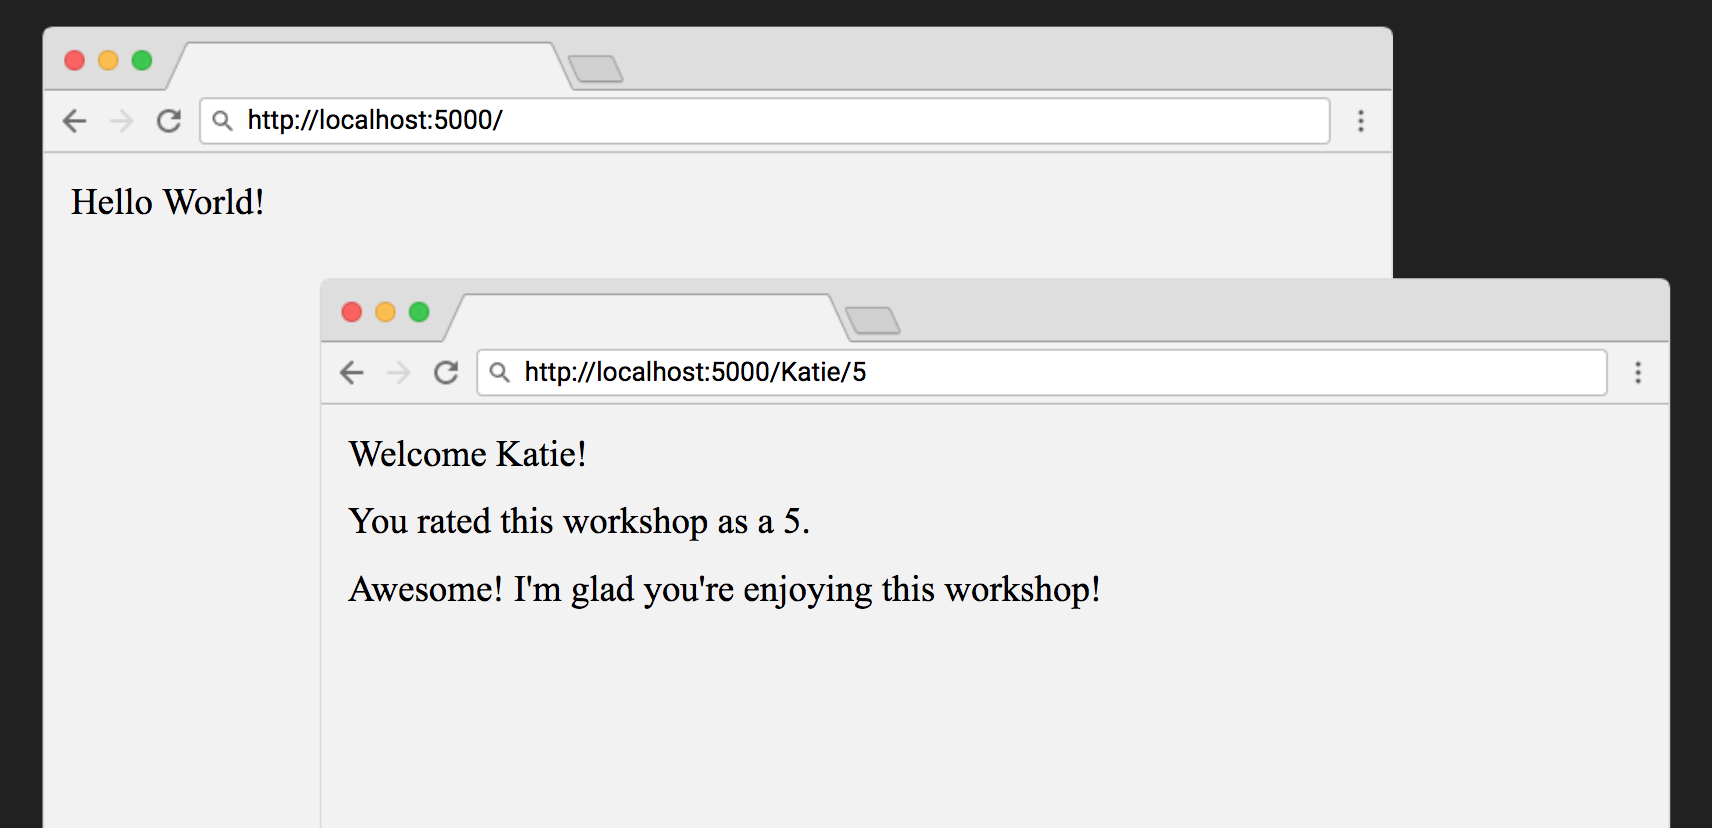 http://localhost:5000/
Hello World!
http://localhost:5000/Katie/5
Welcome Katie!
You rated this workshop as a 5.
Awesome! I'm glad you're enjoying this workshop!